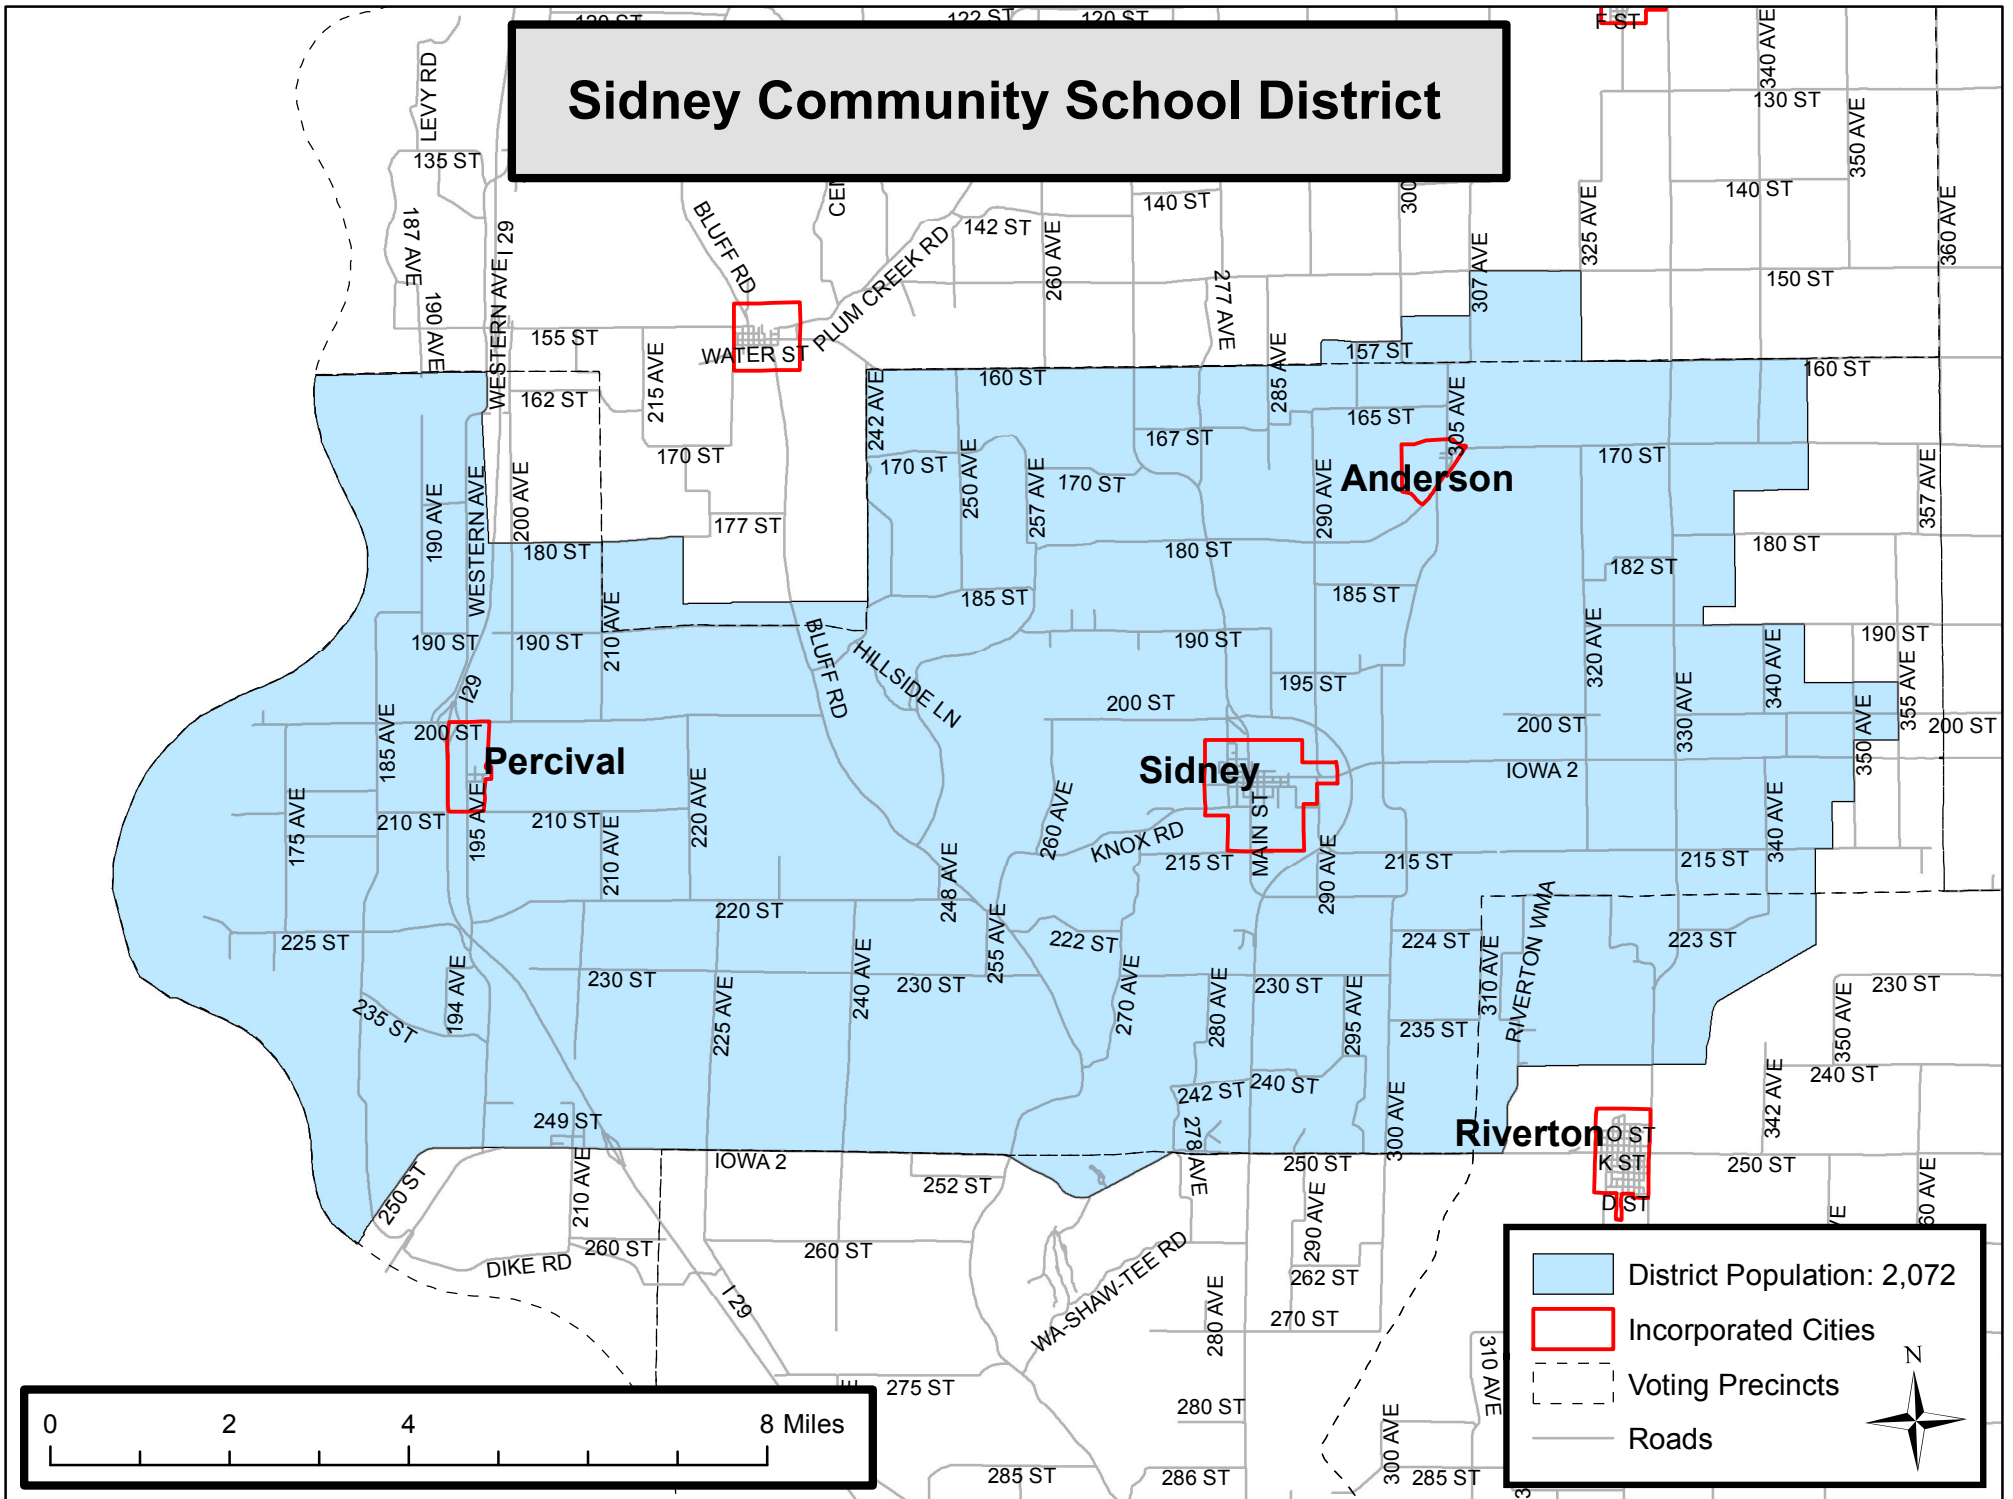 120 ST
122 ST
120 ST
F ST
Sidney Community School District
LEVY RD
340 AVE
130 ST
350 AVE
135 ST
140 ST
140 ST
187 AVE
I 29
BLUFF RD
PLUM CREEK RD
142 ST
260 AVE
277 AVE
307 AVE
325 AVE
360 AVE
150 ST
190 AVE
WESTERN AVE
155 ST
215 AVE
WATER ST
157 ST
285 AVE
160 ST
160 ST
162 ST
242 AVE
165 ST
305 AVE
167 ST
170 ST
170 ST
250 AVE
257 AVE
170 ST
290 AVE
Anderson
170 ST
357 AVE
190 AVE
WESTERN AVE
200 AVE
177 ST
180 ST
180 ST
180 ST
182 ST
185 ST
185 ST
190 ST
190 ST
210 AVE
BLUFF RD
HILLSIDE LN
190 ST
320 AVE
190 ST
340 AVE
355 AVE
I29
195 ST
330 AVE
185 AVE
200 ST
200 ST
200 ST
350 AVE
200 ST
Percival
Sidney
IOWA 2
175 AVE
210 ST
195 AVE
210 ST
210 AVE
220 AVE
260 AVE
KNOX RD
MAIN ST
215 ST
290 AVE
215 ST
215 ST
340 AVE
248 AVE
220 ST
225 ST
255 AVE
222 ST
224 ST
310 AVE
RIVERTON WMA
223 ST
194 AVE
235 ST
230 ST
225 AVE
240 AVE
230 ST
270 AVE
280 AVE
230 ST
295 AVE
235 ST
350 AVE
230 ST
240 ST
242 ST
240 ST
342 AVE
249 ST
278 AVE
300 AVE
Riverton
O ST
K ST
D ST
250 ST
IOWA 2
210 AVE
252 ST
250 ST
290 AVE
250 ST
DIKE RD
260 ST
260 ST
I 29
WA-SHAW-TEE RD
262 ST
280 AVE
270 ST
310 AVE
275 ST
280 ST
300 AVE
285 ST
286 ST
285 ST
District Population: 2,072
Incorporated Cities
Voting Precincts
Roads
N
0 2 4 8 Miles